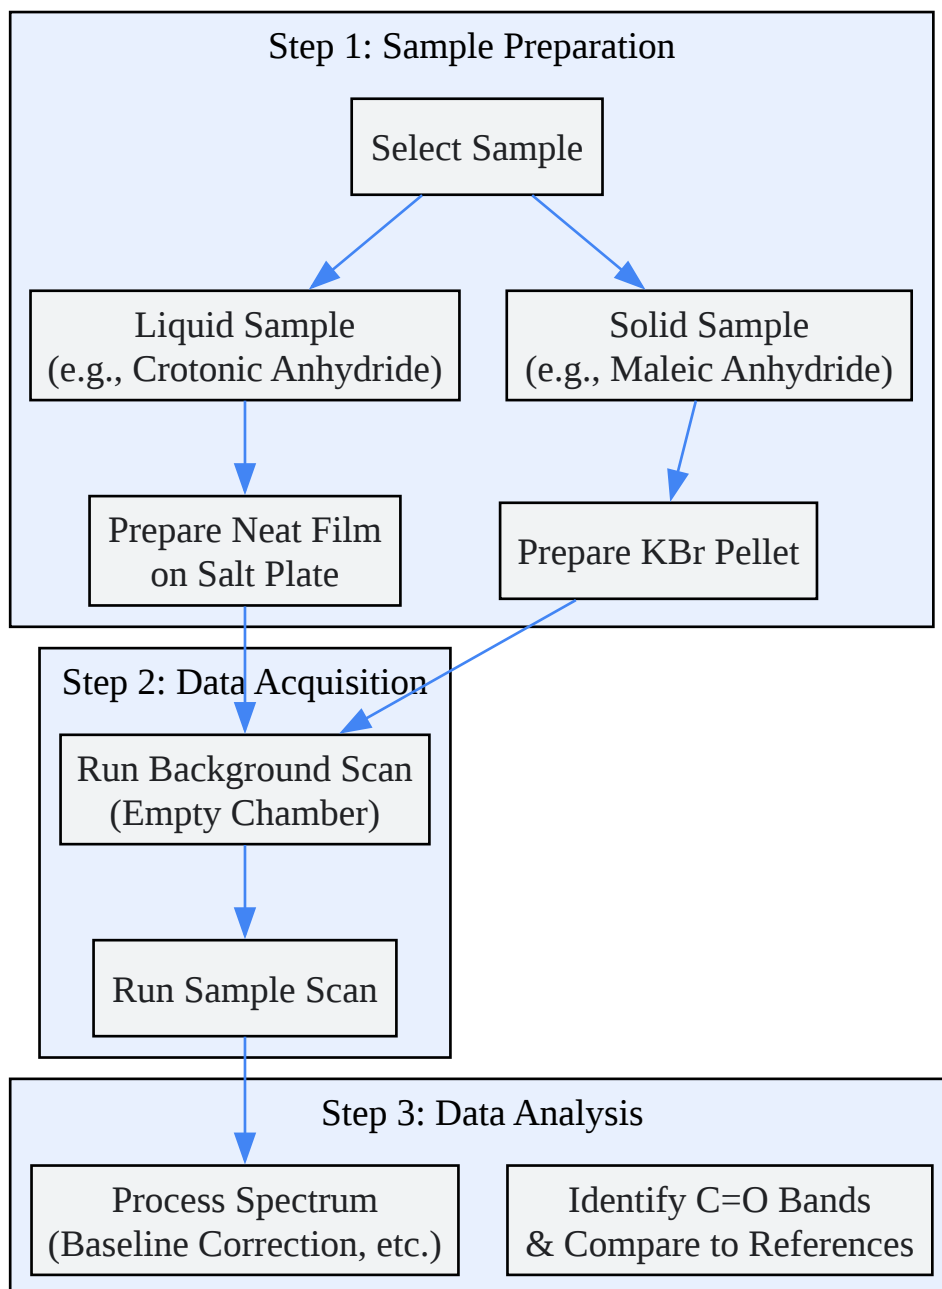 Step 1: Sample Preparation
Select Sample
Liquid Sample
(e.g., Crotonic Anhydride)
Solid Sample
(e.g., Maleic Anhydride)
Prepare Neat Film
on Salt Plate
Prepare KBr Pellet
Step 2: Data Acquisition
Run Background Scan
(Empty Chamber)
Run Sample Scan
Step 3: Data Analysis
Process Spectrum
(Baseline Correction, etc.)
Identify C=O Bands
& Compare to References